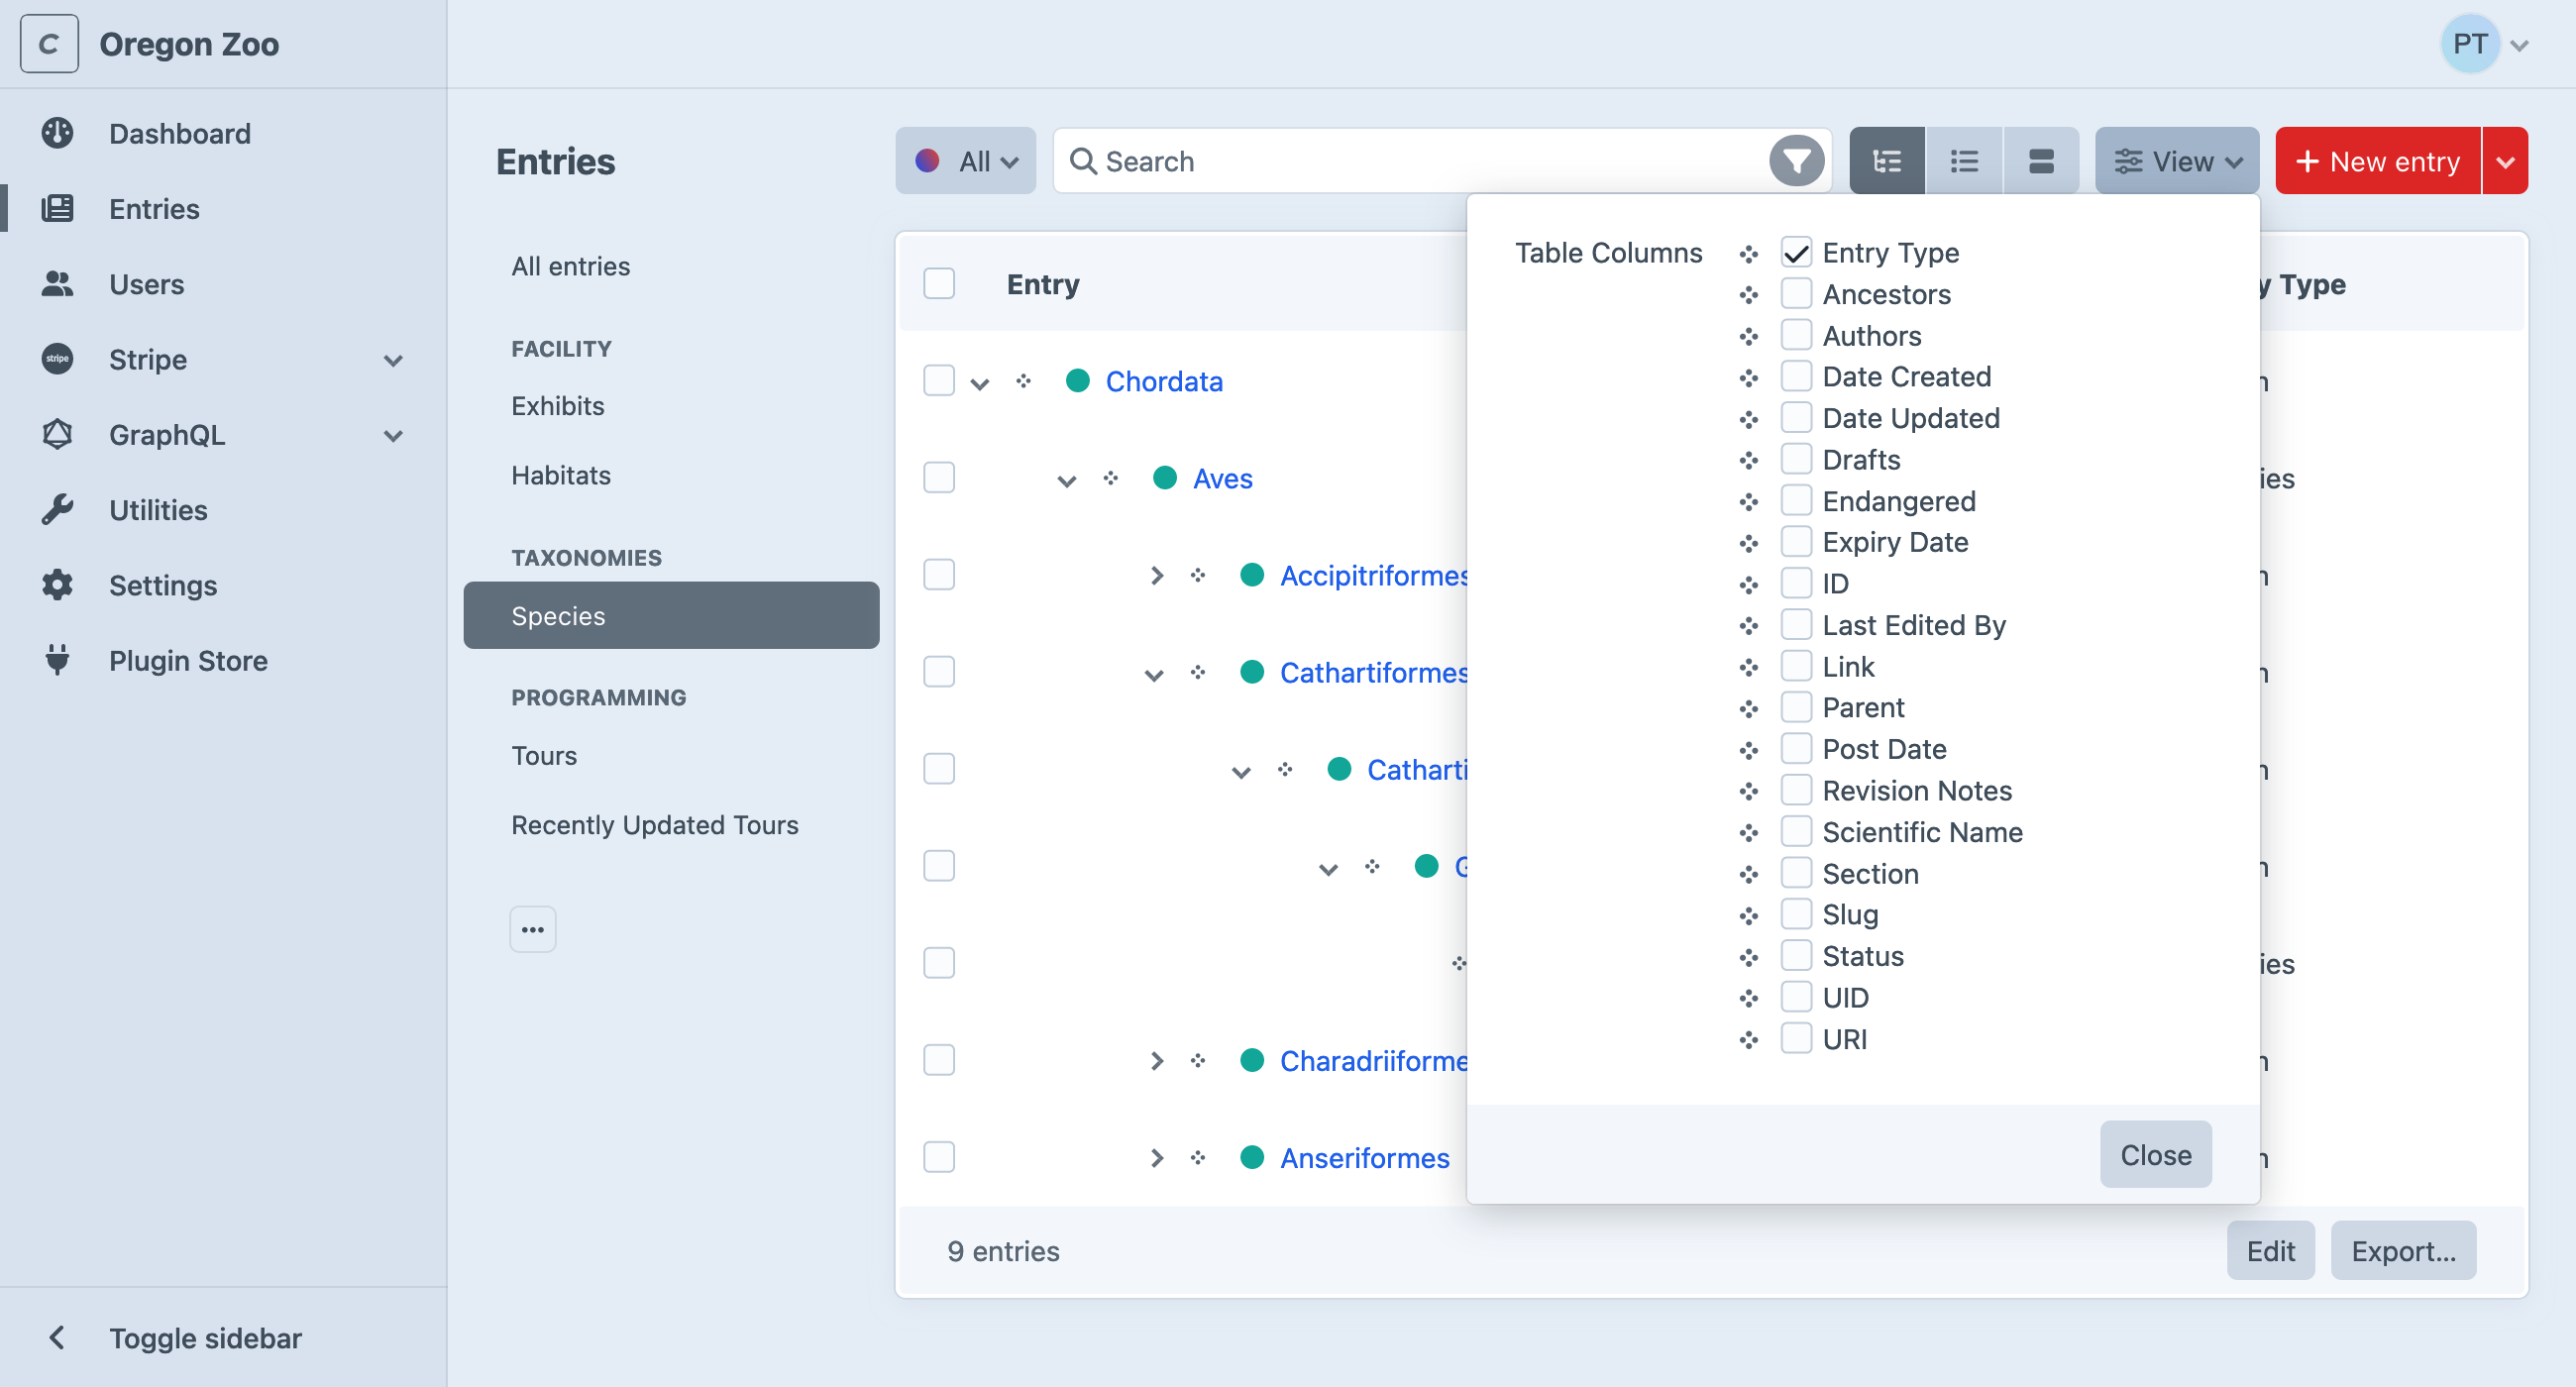 C Oregon Zoo
PT
Dashboard
Entries
Users
stripe Stripe
GraphQL
Utilities
Settings
Plugin Store
Toggle sidebar
Entries
All entries
FACILITY
Exhibits
Habitats
TAXONOMIES
Species
PROGRAMMING
Tours
Recently Updated Tours
All
Search
View
+ New entry
Entry
y Type
Chordata
Aves
ies
Accipitriformes
Cathartiformes
Catharti
G
ies
Charadriiforme
Anseriformes
Table Columns
Entry Type
Ancestors
Authors
Date Created
Date Updated
Drafts
Endangered
Expiry Date
ID
Last Edited By
Link
Parent
Post Date
Revision Notes
Scientific Name
Section
Slug
Status
UID
URI
Close
9 entries
Edit
Export...